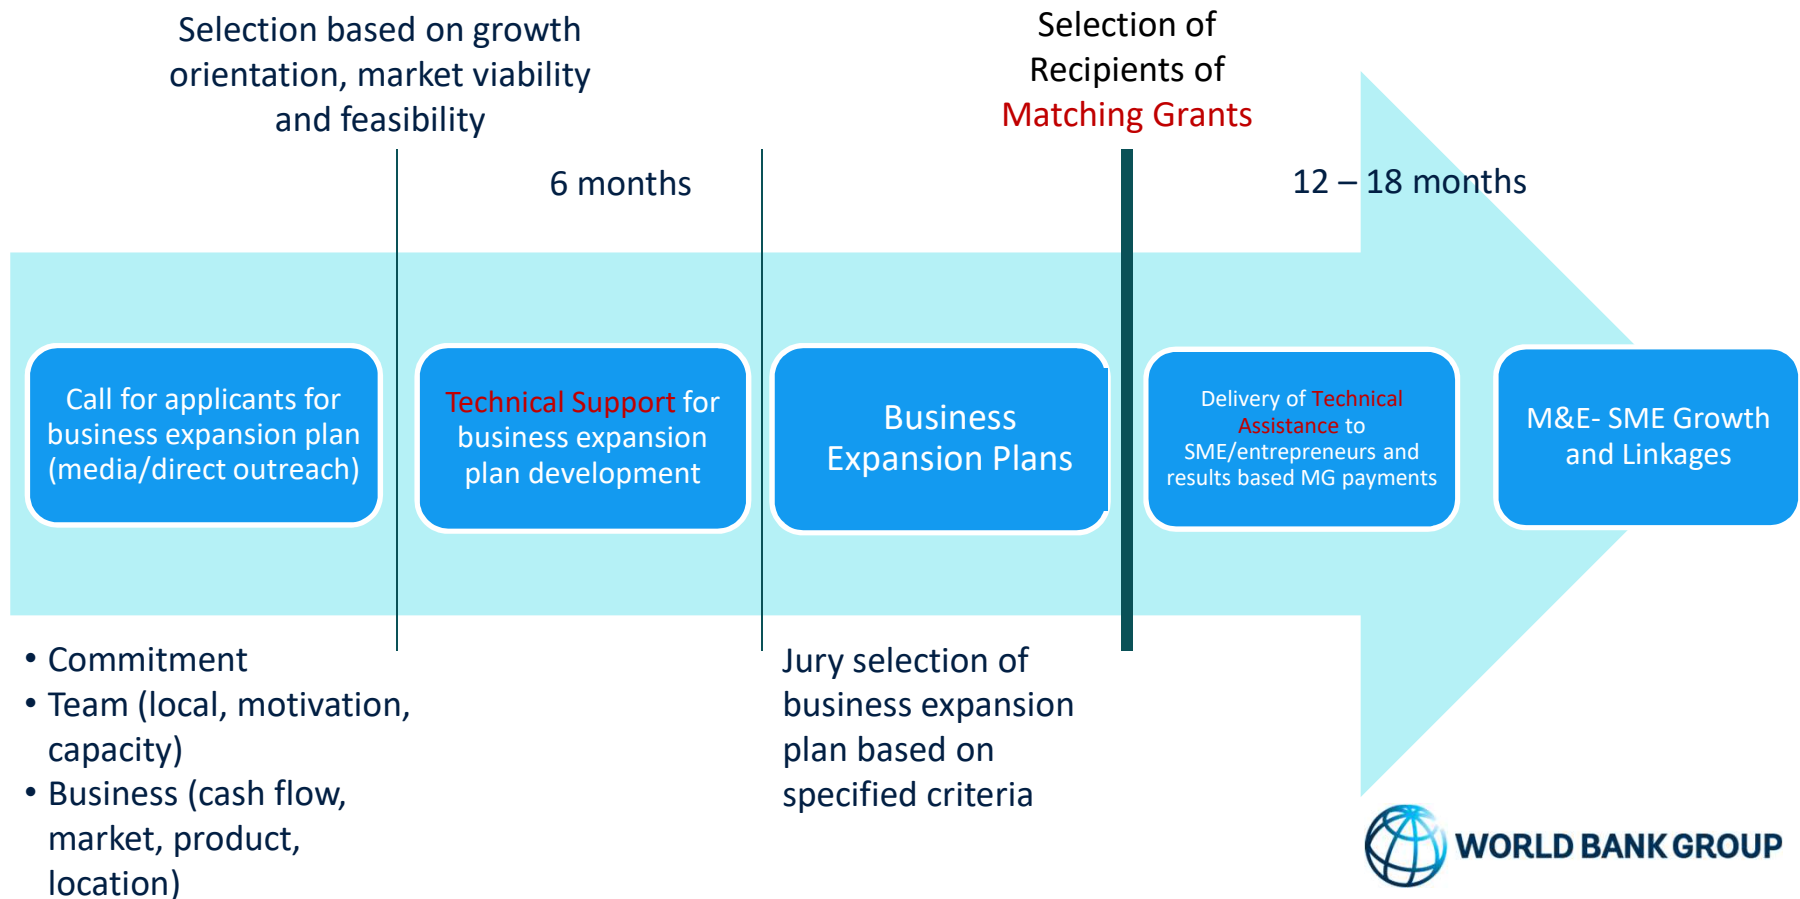 Selection based on growth
orientation, market viability
and feasibility
Selection of
Recipients of
Matching Grants
6 months
12 – 18 months
Call for applicants for
business expansion plan
(media/direct outreach)
Technical Support for
business expansion
plan development
Business
Expansion Plans
Delivery of Technical
Assistance to
SME/entrepreneurs and
results based MG payments
M&E- SME Growth
and Linkages
• Commitment
• Team (local, motivation,
capacity)
• Business (cash flow,
market, product,
location)
Jury selection of
business expansion
plan based on
specified criteria
WORLD BANK GROUP